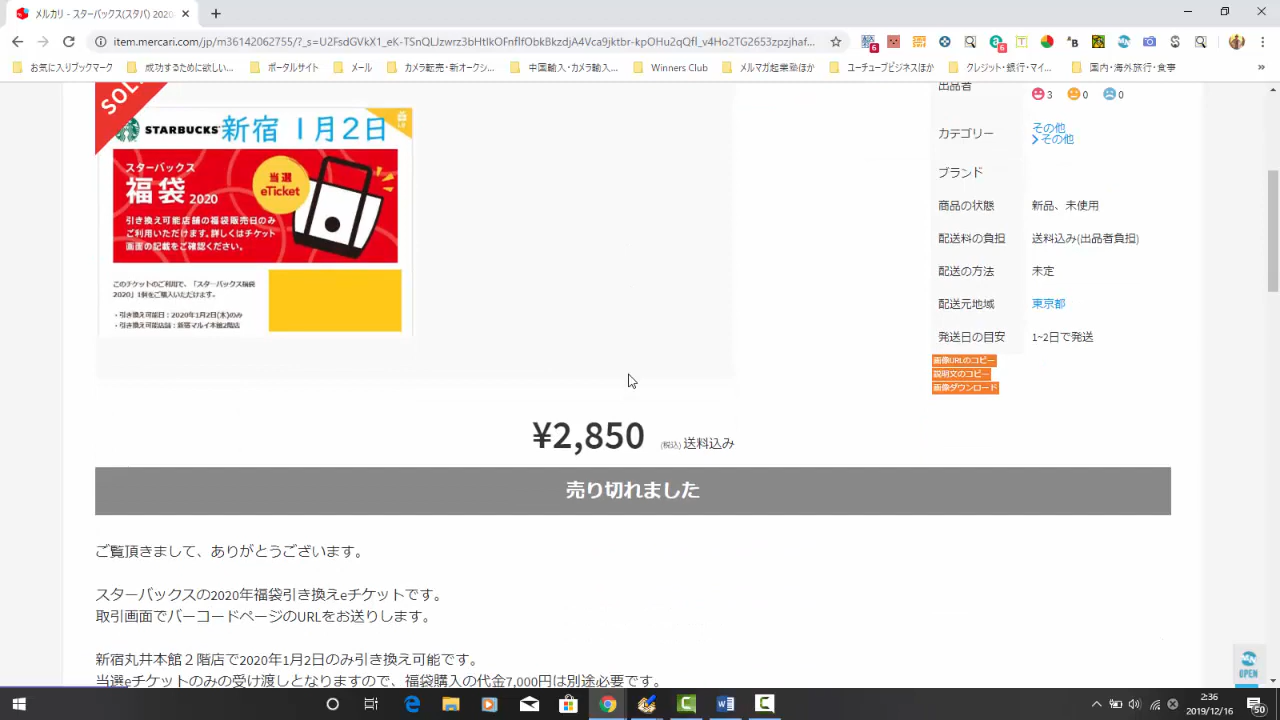 メルカリ - スターバックス(スタバ) 2020
item.mercari.com/jp/m36142062755/?_s=U2FsdGVkX1_eK-TSnQLIzwrz3bHtIkOFnflfObkBkzdjA4Vca9jktbr-kpOHu2qQfl_v4Ho2TG2653zpzjhaf...
お気に入りブックマーク 成功するために欲しい... ポータルサイト メール カメラ転売・新オークシ... 中国輸入・カメラ輸入... Winners Club メルマガ起業塾ほか ユーチューブビジネスほか クレジット・銀行・マイ... 国内・海外旅行・食事
出品者
3 0 0
カテゴリー その他
その他
ブランド
商品の状態 新品、未使用
配送料の負担 送料込み(出品者負担)
配送の方法 未定
配送元地域 東京都
発送日の目安 1~2日で発送
画像URLのコピー
説明文のコピー
画像ダウンロード
SOL
STARBUCKS 新宿 1月2日
スターバックス
福袋 2020
当選
eTicket
引き換え可能店舗の福袋販売日のみ
ご利用いただけます。詳しくはチケット
画面の記載をご確認ください。
このチケットのご利用で、「スターバックス福袋
2020」1個をご購入いただけます。
・引き換え可能日:2020年1月2日(木)のみ
・引き換え可能店舗:新宿マルイ本館2階店
¥2,850 (税込) 送料込み
売り切れました
ご覧頂きまして、ありがとうございます。
スターバックスの2020年福袋引き換えeチケットです。
取引画面でバーコードページのURLをお送りします。
新宿丸井本館２階店で2020年1月2日のみ引き換え可能です。
当選eチケットのみの受け渡しとなりますので、福袋購入の代金7,000円は別途必要です。
OPEN
2:36
2019/12/16
50